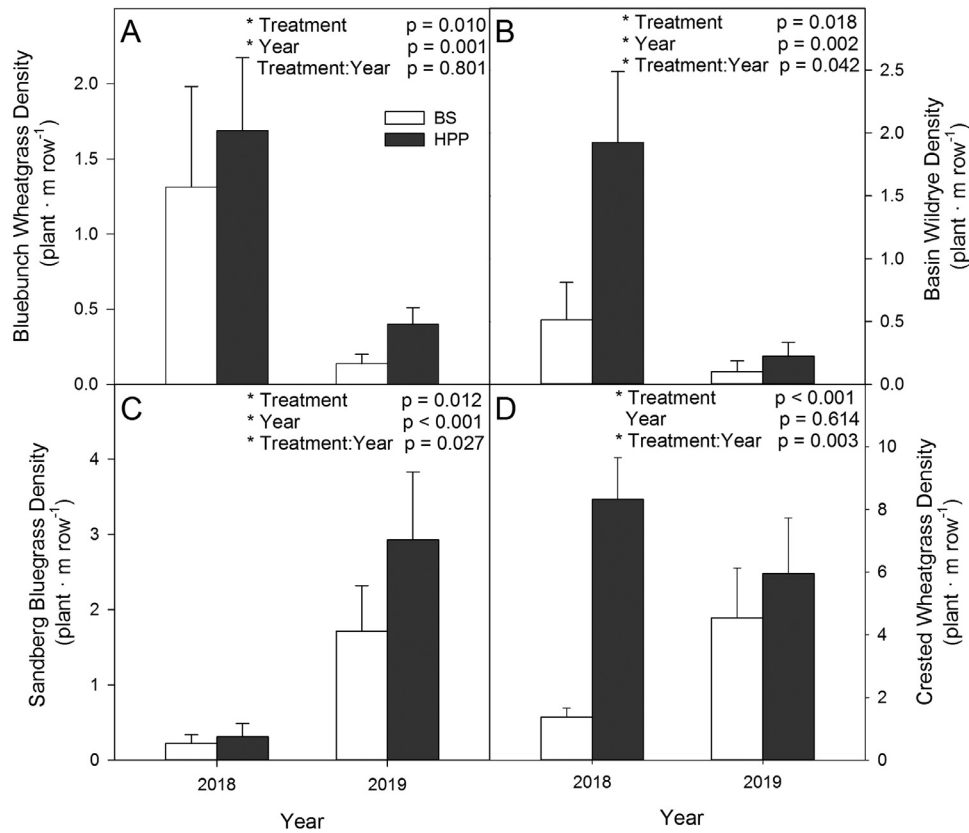 A
* Treatment p = 0.010
* Year p = 0.001
Treatment:Year p = 0.801
BS
HPP
Bluebunch Wheatgrass Density
(plant · m row⁻¹)
2.0
1.5
1.0
0.5
0.0
B
* Treatment p = 0.018
* Year p = 0.002
* Treatment:Year p = 0.042
2.5
2.0
1.5
1.0
0.5
0.0
Basin Wildrye Density
(plant · m row⁻¹)
C
* Treatment p = 0.012
* Year p < 0.001
* Treatment:Year p = 0.027
Sandberg Bluegrass Density
(plant · m row⁻¹)
4
3
2
1
0
2018 2019
Year
D
* Treatment p < 0.001
Year p = 0.614
* Treatment:Year p = 0.003
10
8
6
4
2
0
Crested Wheatgrass Density
(plant · m row⁻¹)
2018 2019
Year